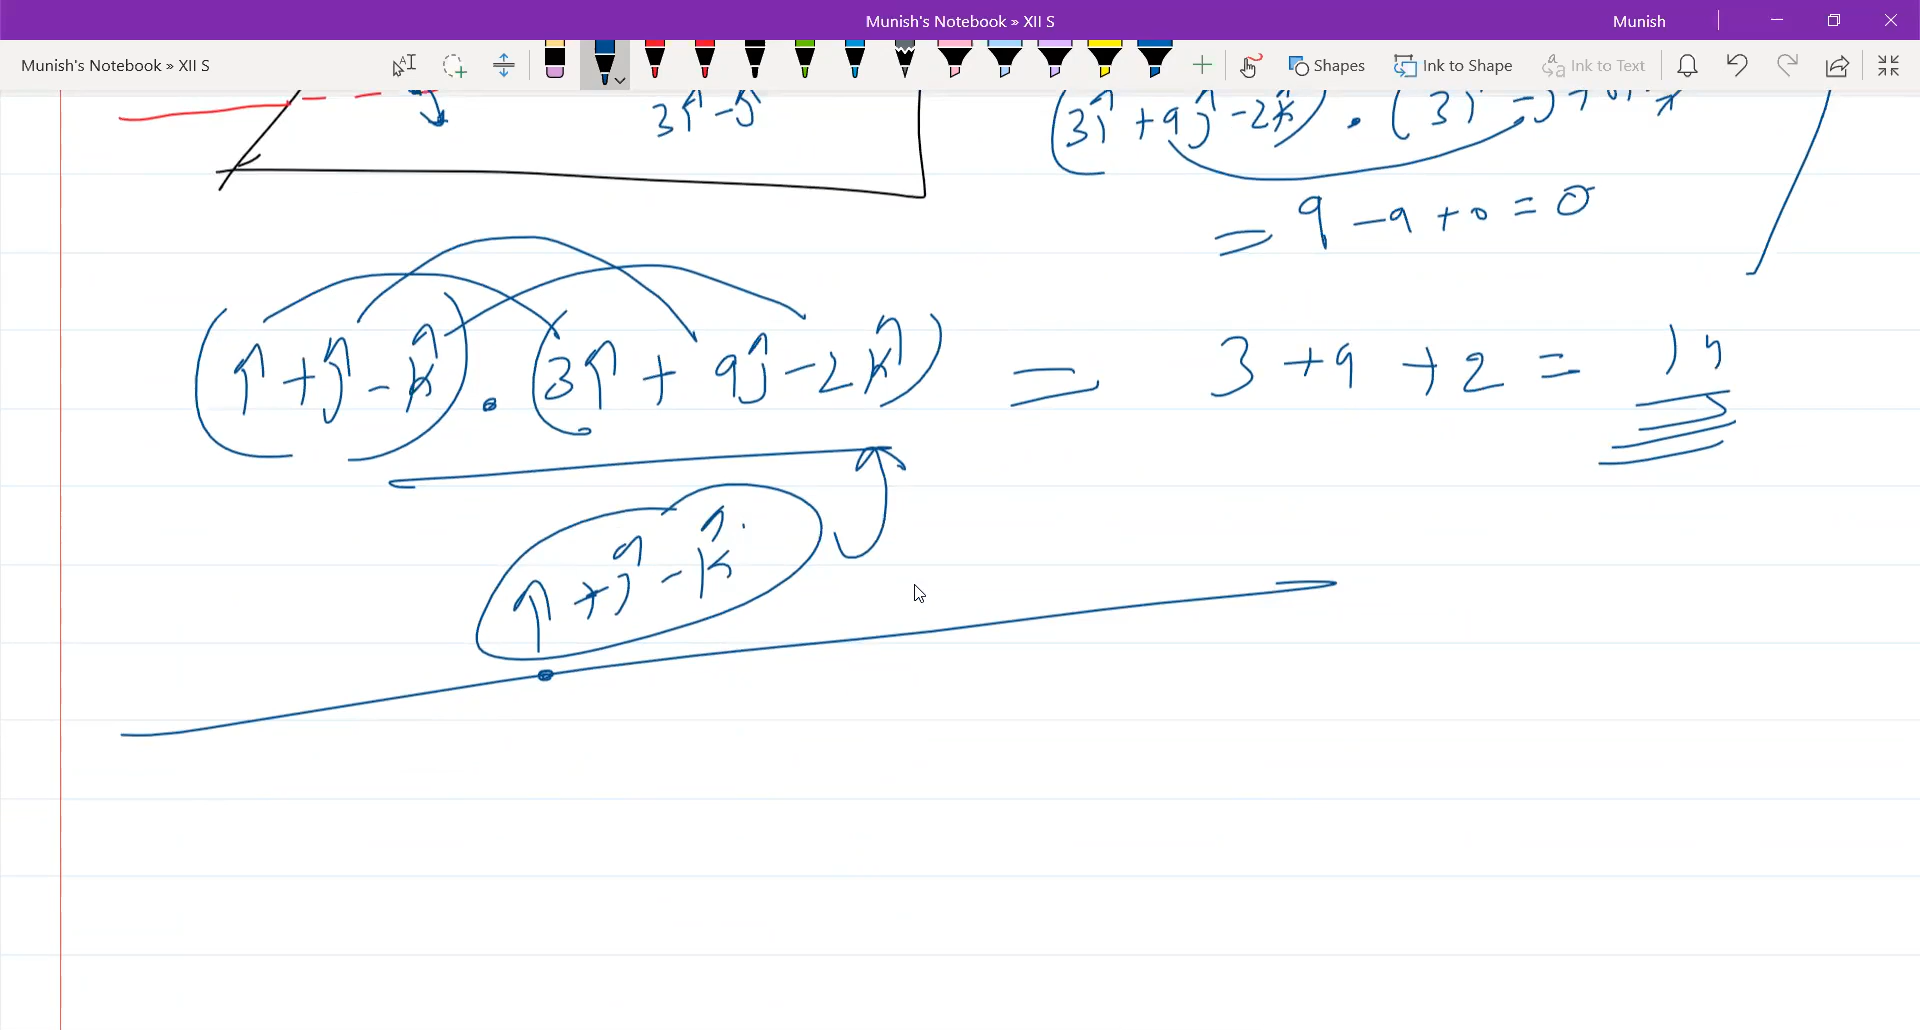 Munish's Notebook » XII S
Munish
Munish's Notebook » XII S
Shapes
Ink to Shape
Ink to Text
3î - ĵ
(3î + 9ĵ - 2k̂) . (3î - ĵ +
= 9 - 9 + 0 = 0
(î + ĵ - k̂) . (3î + 9ĵ - 2k̂) = 3 + 9 + 2 = 14
î + ĵ - k̂